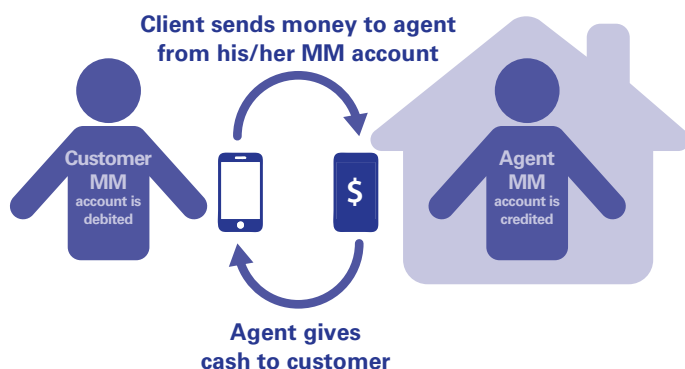 Client sends money to agent
from his/her MM account
Customer
MM
account is
debited
$
Agent
MM
account is
credited
Agent gives
cash to customer